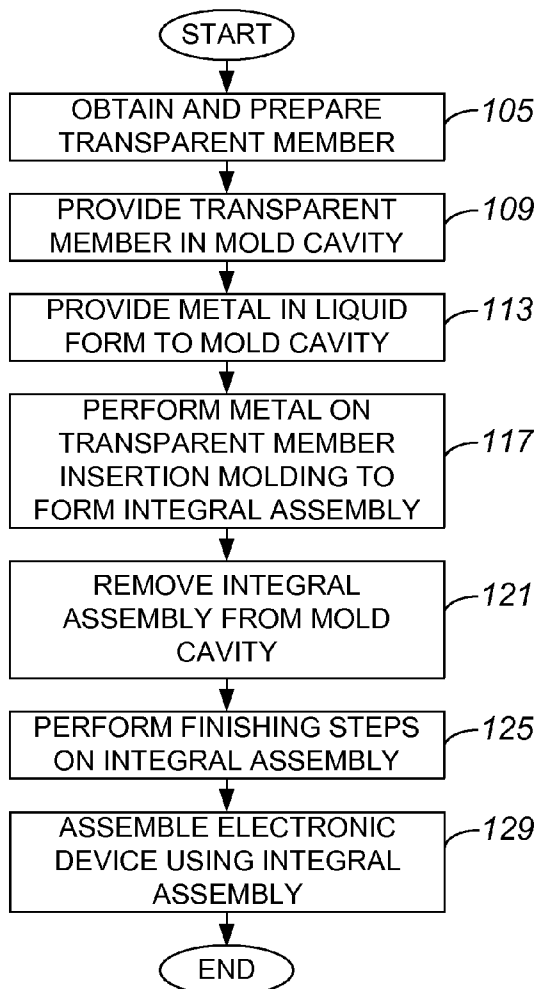 START
OBTAIN AND PREPARE
TRANSPARENT MEMBER
105
PROVIDE TRANSPARENT
MEMBER IN MOLD CAVITY
109
PROVIDE METAL IN LIQUID
FORM TO MOLD CAVITY
113
PERFORM METAL ON
TRANSPARENT MEMBER
INSERTION MOLDING TO
FORM INTEGRAL ASSEMBLY
117
REMOVE INTEGRAL
ASSEMBLY FROM MOLD
CAVITY
121
PERFORM FINISHING STEPS
ON INTEGRAL ASSEMBLY
125
ASSEMBLE ELECTRONIC
DEVICE USING INTEGRAL
ASSEMBLY
129
END